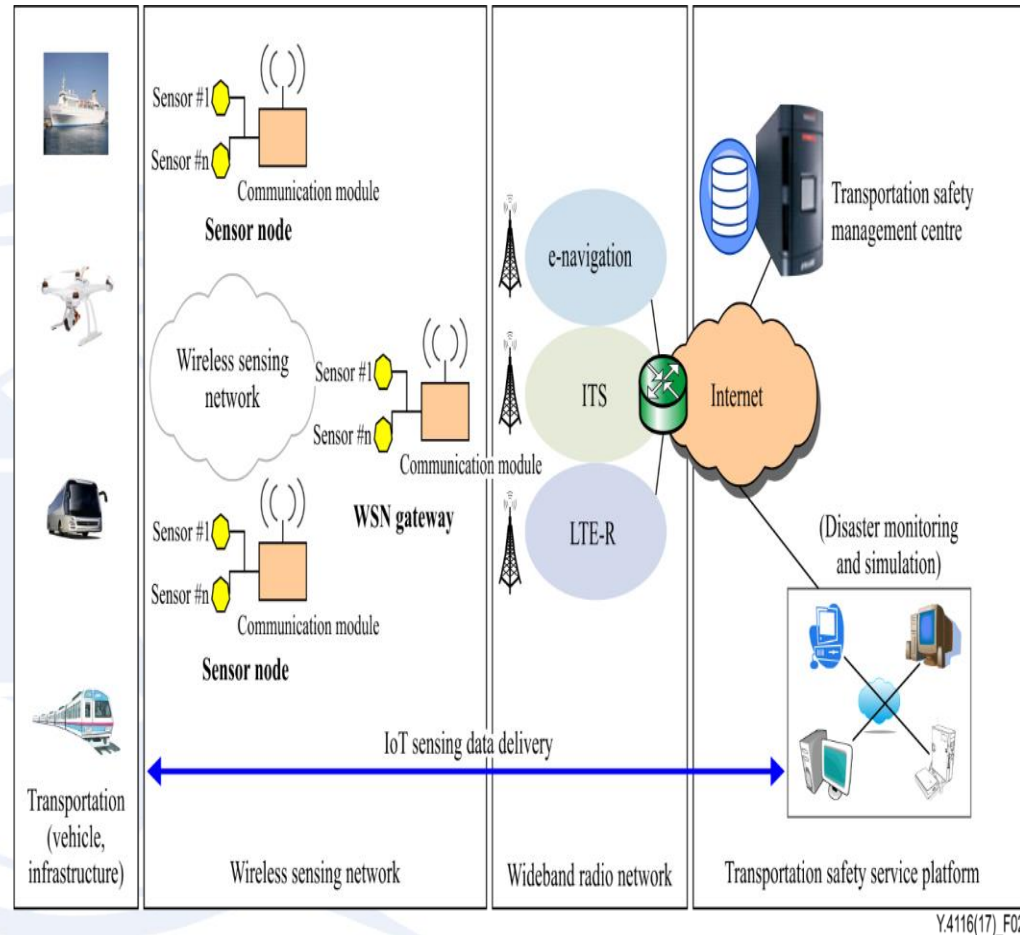 Sensor #1
Sensor #n
Communication module
Sensor node
Wireless sensing
network
Sensor #1
Sensor #n
Communication module
WSN gateway
Sensor #1
Sensor #n
Communication module
Sensor node
e-navigation
ITS
LTE-R
Transportation safety
management centre
Internet
(Disaster monitoring
and simulation)
IoT sensing data delivery
Transportation
(vehicle,
infrastructure)
Wireless sensing network
Wideband radio network
Transportation safety service platform
Y.4116(17)_F02